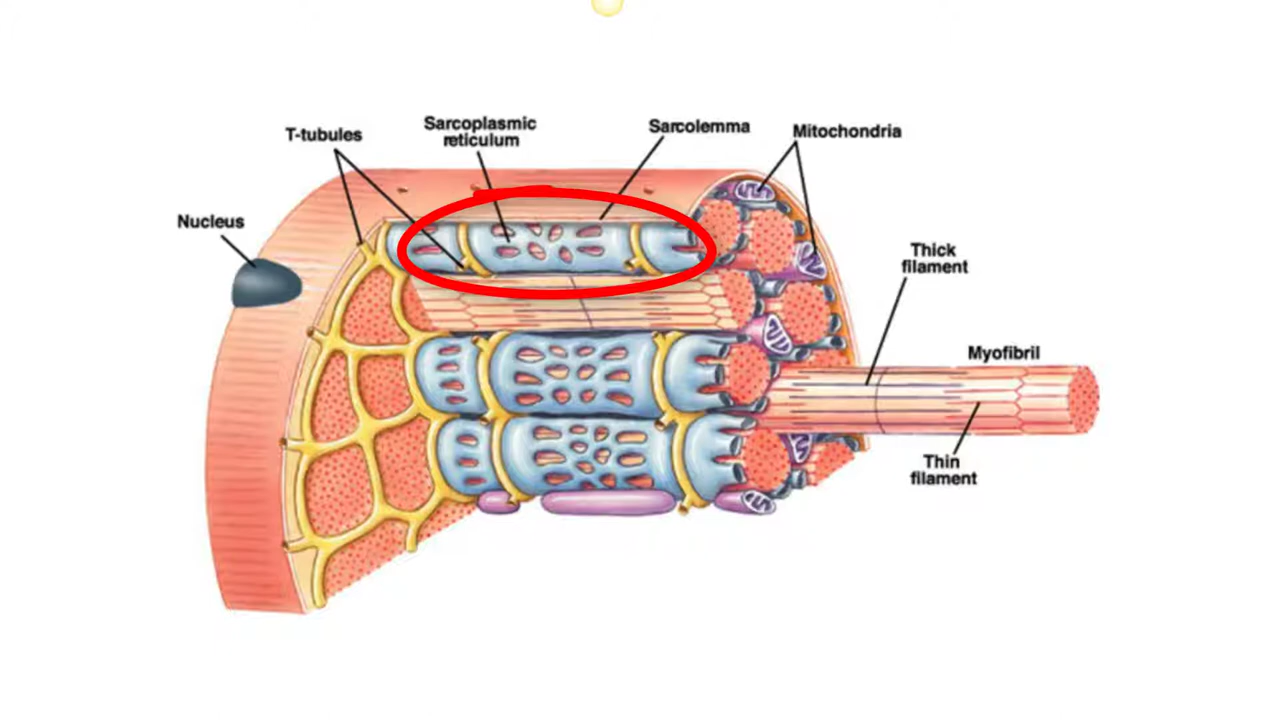 Sarcoplasmic
reticulum
Sarcolemma
T-tubules
Mitochondria
Nucleus
Thick
filament
Myofibril
Thin
filament